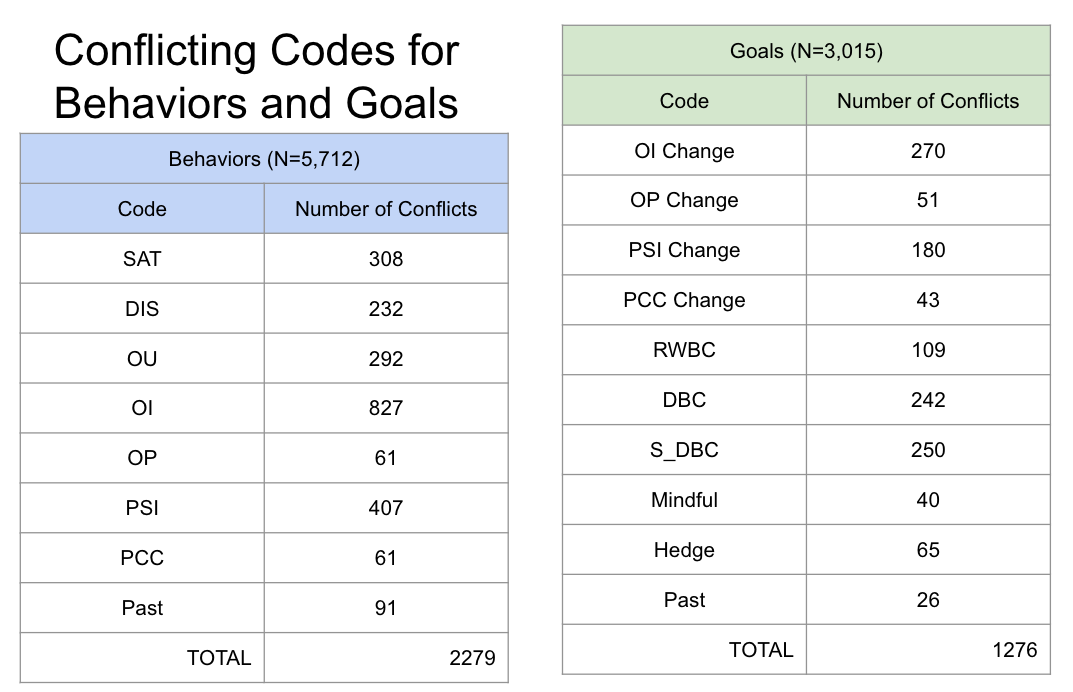 Conflicting Codes for
Behaviors and Goals
Behaviors (N=5,712)
Code Number of Conflicts
SAT 308
DIS 232
OU 292
OI 827
OP 61
PSI 407
PCC 61
Past 91
TOTAL 2279
Goals (N=3,015)
Code Number of Conflicts
OI Change 270
OP Change 51
PSI Change 180
PCC Change 43
RWBC 109
DBC 242
S_DBC 250
Mindful 40
Hedge 65
Past 26
TOTAL 1276